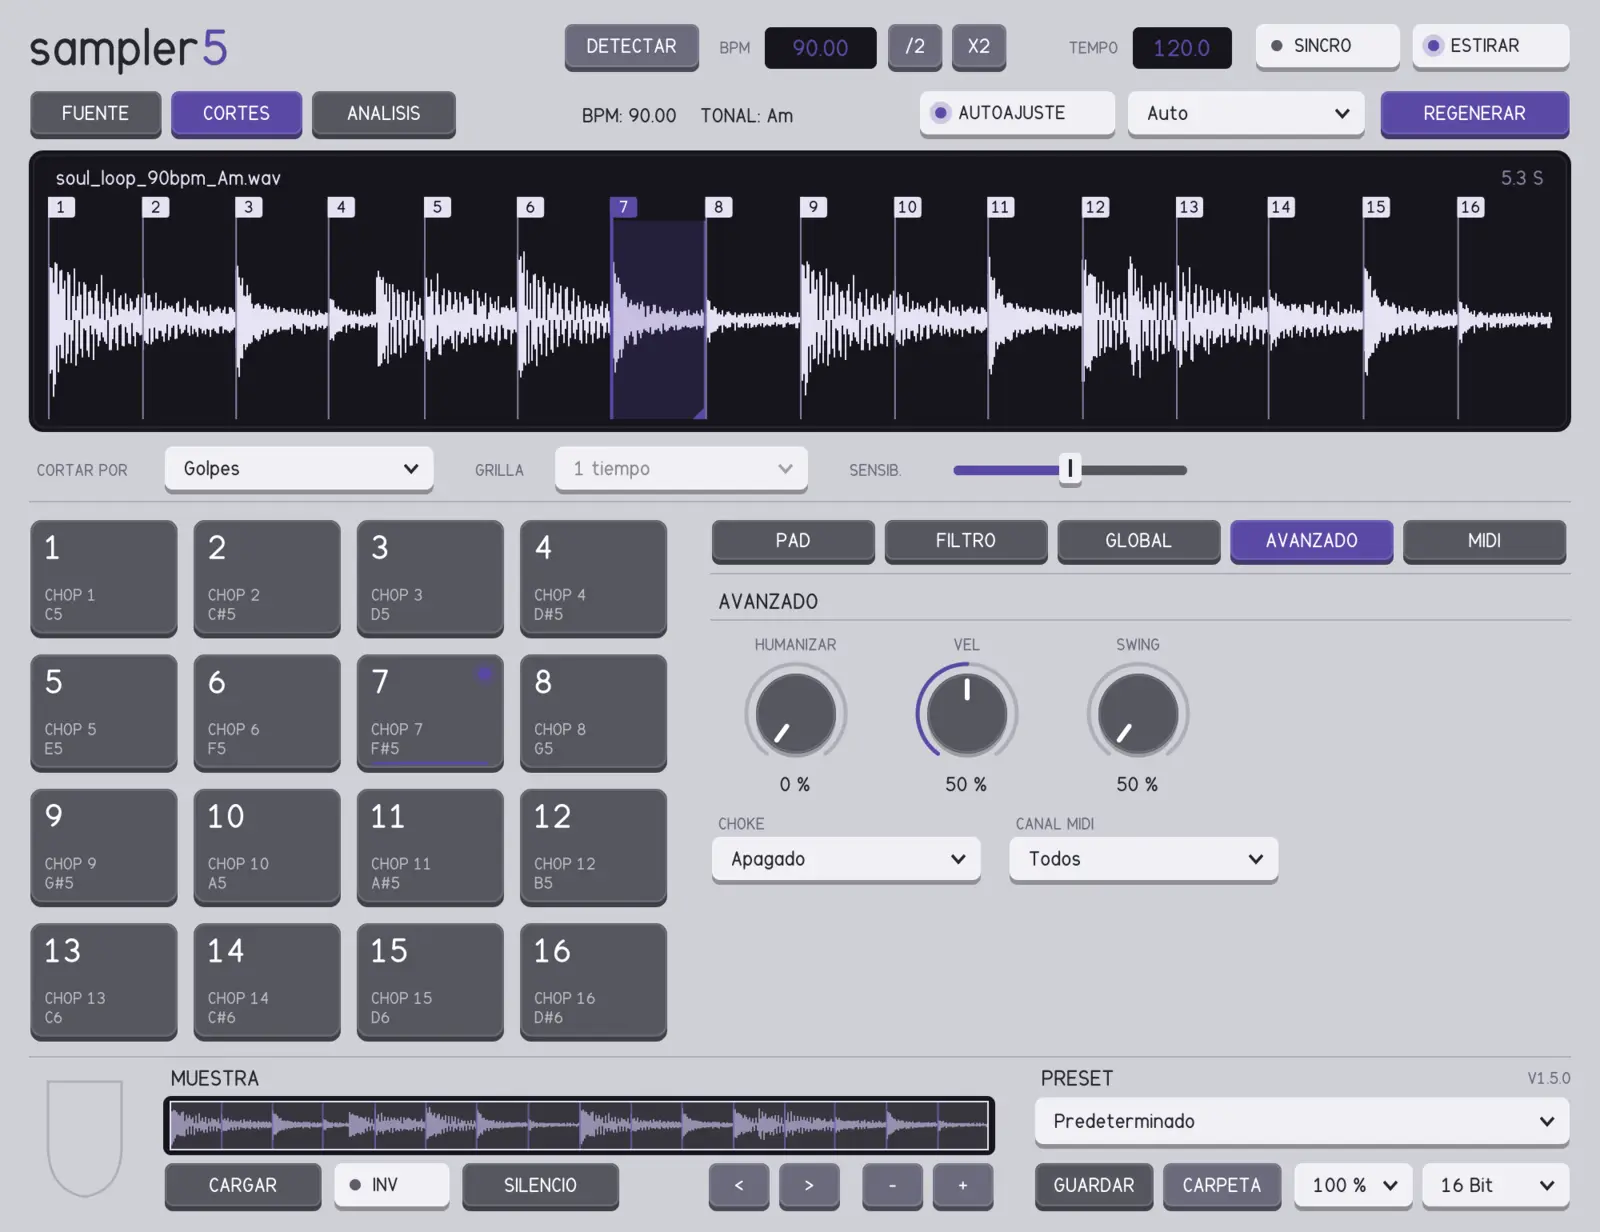 sampler5
DETECTAR
BPM
90.00
/2
X2
TEMPO
120.0
SINCRO
ESTIRAR
FUENTE
CORTES
ANALISIS
BPM: 90.00
TONAL: Am
AUTOAJUSTE
Auto
REGENERAR
soul_loop_90bpm_Am.wav
5.3 S
1
2
3
4
5
6
7
8
9
10
11
12
13
14
15
16
CORTAR POR
Golpes
GRILLA
1 tiempo
SENSIB.
1
CHOP 1
C5
2
CHOP 2
C#5
3
CHOP 3
D5
4
CHOP 4
D#5
5
CHOP 5
E5
6
CHOP 6
F5
7
CHOP 7
F#5
8
CHOP 8
G5
9
CHOP 9
G#5
10
CHOP 10
A5
11
CHOP 11
A#5
12
CHOP 12
B5
13
CHOP 13
C6
14
CHOP 14
C#6
15
CHOP 15
D6
16
CHOP 16
D#6
PAD
FILTRO
GLOBAL
AVANZADO
MIDI
AVANZADO
HUMANIZAR
0 %
VEL
50 %
SWING
50 %
CHOKE
Apagado
CANAL MIDI
Todos
MUESTRA
CARGAR
INV
SILENCIO
<
>
-
+
PRESET
V1.5.0
Predeterminado
GUARDAR
CARPETA
100 %
16 Bit